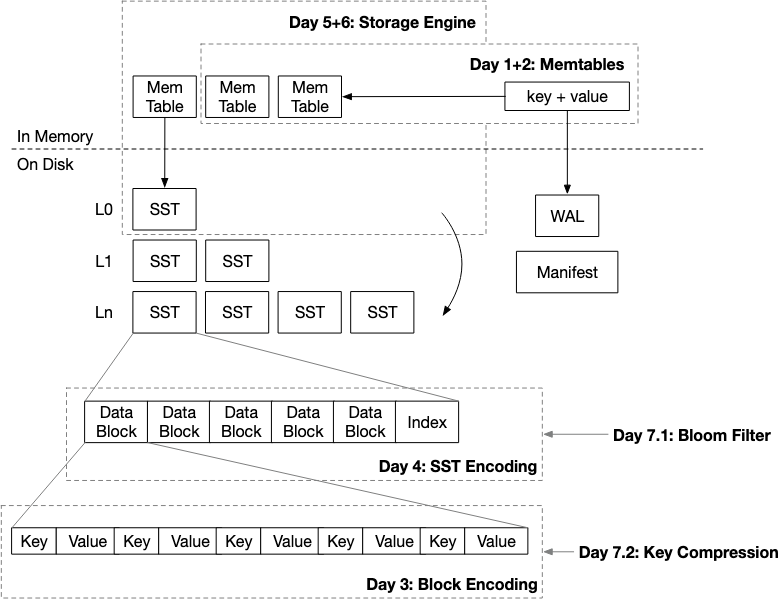 Day 5+6: Storage Engine
Day 1+2: Memtables
Mem
Table
Mem
Table
Mem
Table
key + value
In Memory
On Disk
L0
SST
WAL
L1
SST
SST
Manifest
Ln
SST
SST
SST
SST
Data
Block
Data
Block
Data
Block
Data
Block
Data
Block
Index
Day 7.1: Bloom Filter
Day 4: SST Encoding
Key
Value
Key
Value
Key
Value
Key
Value
Key
Value
Day 7.2: Key Compression
Day 3: Block Encoding